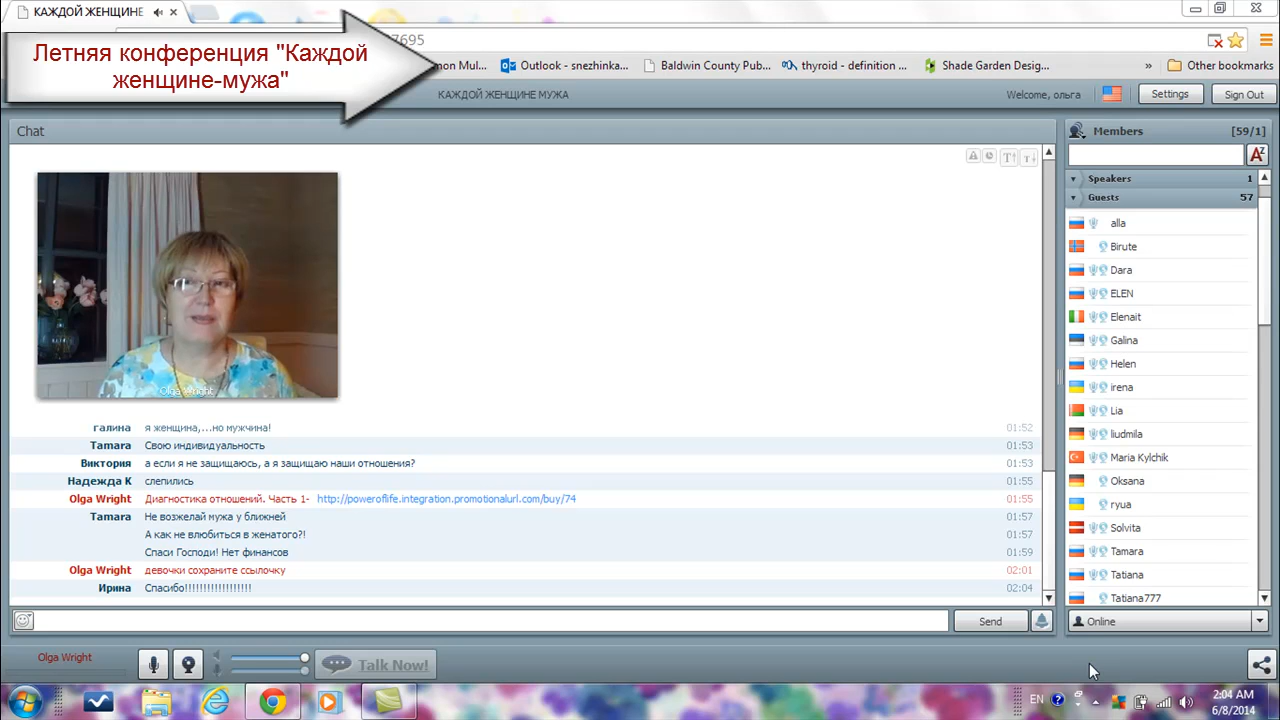 КАЖДОЙ ЖЕНЩИНЕ
7695
Летняя конференция "Каждой
женщине-мужа"
mon Mul...
Outlook - snezhinka...
Baldwin County Pub...
thyroid - definition ...
Shade Garden Desig...
»
Other bookmarks
КАЖДОЙ ЖЕНЩИНЕ МУЖА
Welcome, ольга
Settings
Sign Out
Chat
Members [59/1]
Speakers 1
Guests 57
alla
Birute
Dara
ELEN
Elenait
Galina
Helen
irena
Lia
liudmila
Maria Kylchik
Oksana
ryua
Solvita
Tamara
Tatiana
Tatiana777
Olga Wright
галина я женщина,...но мужчина! 01:52
Tamara Свою индивидуальность 01:53
Виктория а если я не защищаюсь, а я защищаю наши отношения? 01:53
Надежда К слепились 01:55
Olga Wright Диагностика отношений. Часть 1- http://poweroflife.integration.promotionalurl.com/buy/74 01:55
Tamara Не возжелай мужа у ближней 01:57
А как не влюбиться в женатого?! 01:57
Спаси Господи! Нет финансов 01:59
Olga Wright девочки сохраните ссылочку 02:01
Ирина Спасибо!!!!!!!!!!!!!!!!!! 02:04
Send
Online
Olga Wright
Talk Now!
EN
2:04 AM
6/8/2014